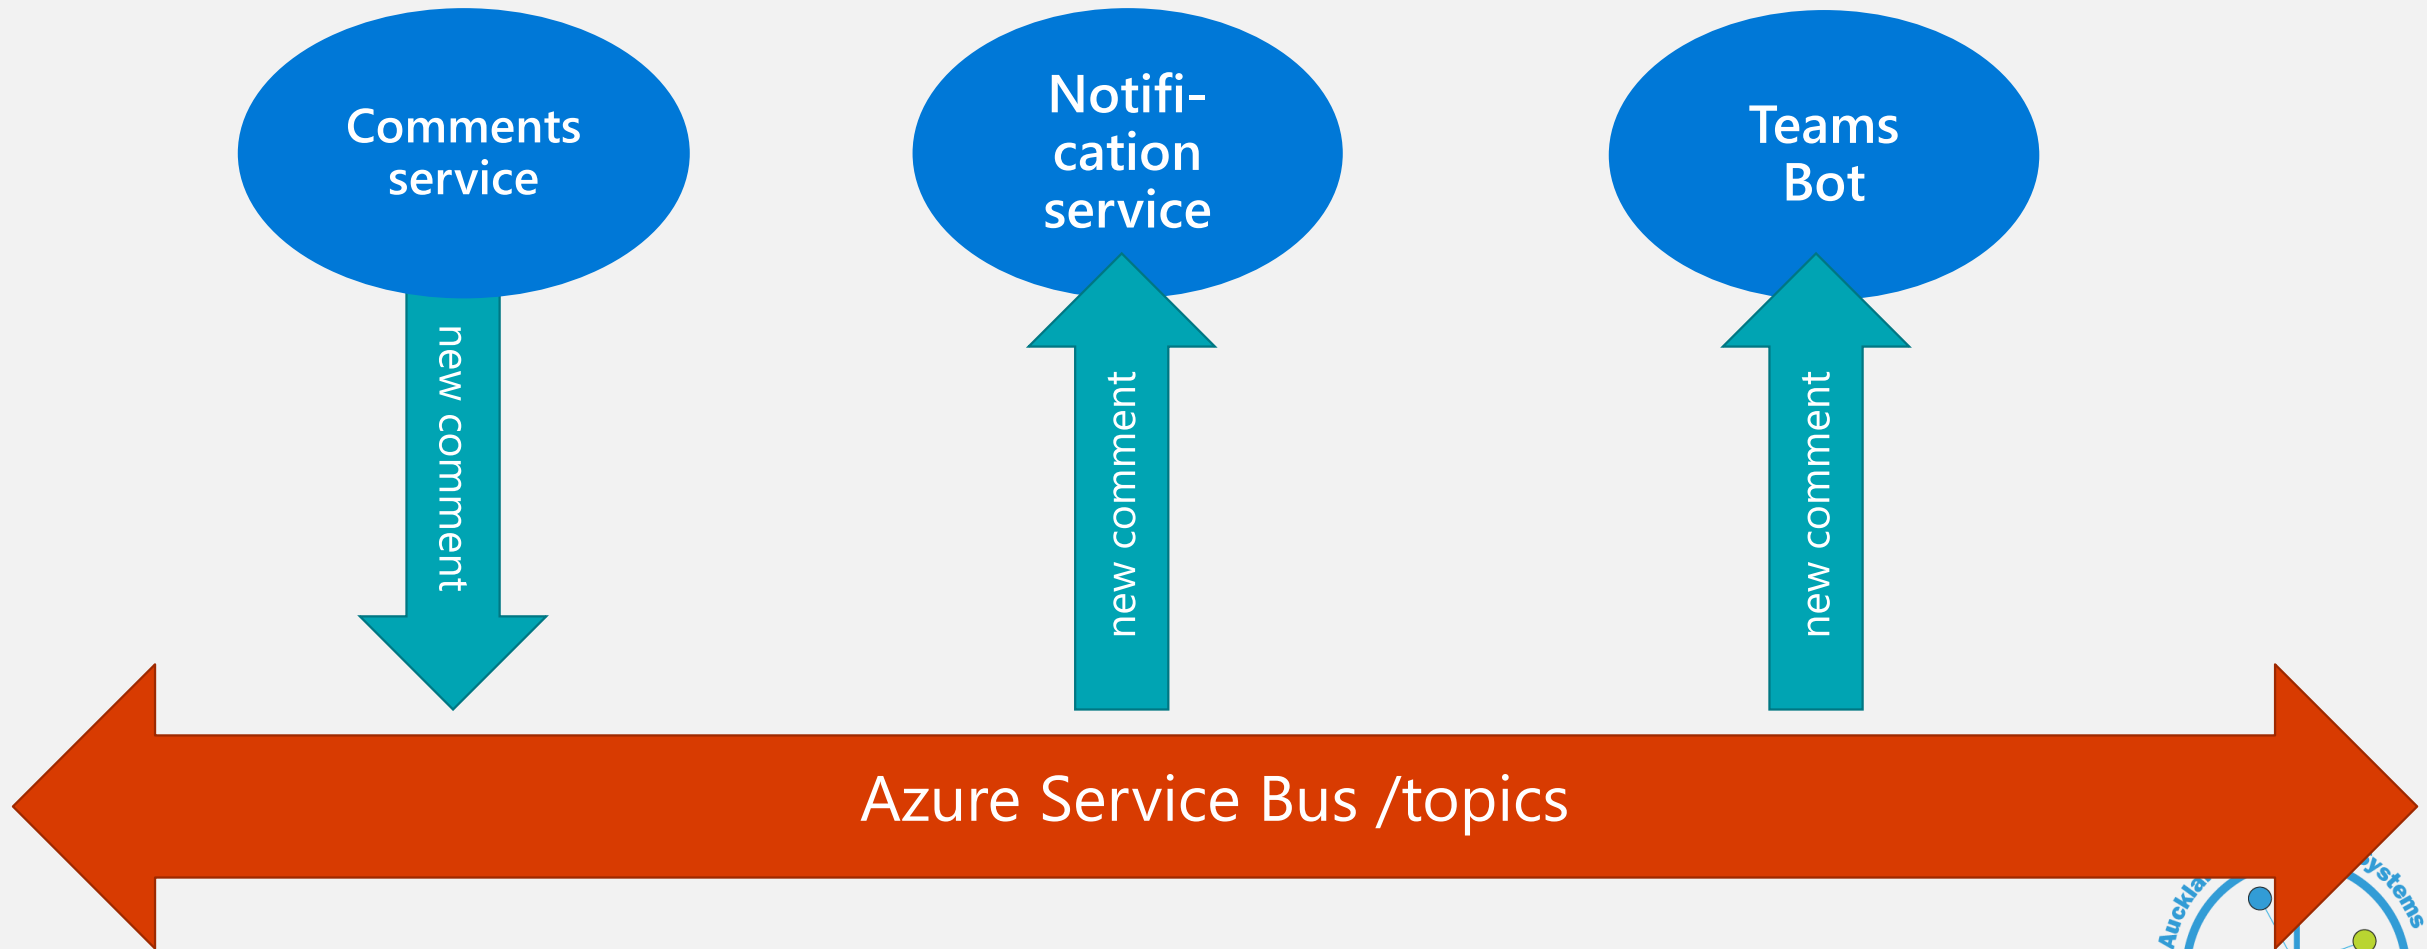 Comments
service
Notifi-
cation
service
Teams
Bot
new comment
new comment
new comment
Azure Service Bus /topics